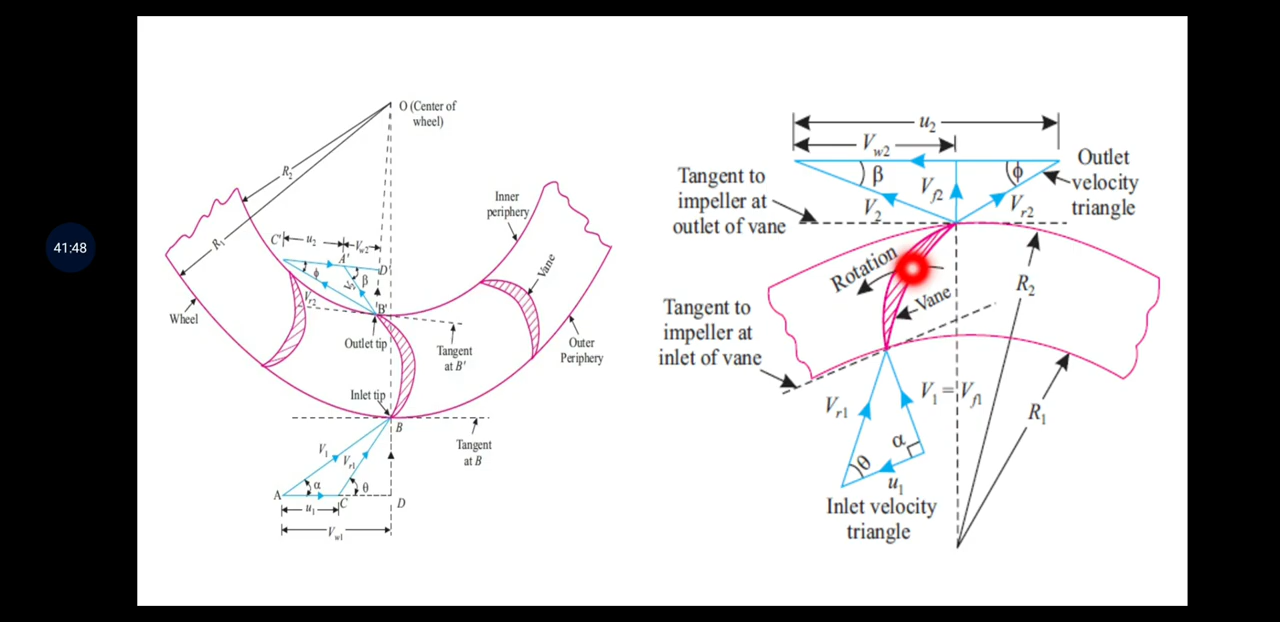 41:48
O (Center of
wheel)
R2
R1
Inner
periphery
C'
u2
Vw2
A'
D'
ϕ
V2
β
Vr2
B'
Vane
Wheel
Outlet tip
Tangent
at B'
Outer
Periphery
Inlet tip
B
Tangent
at B
V1
Vr1
A
α
θ
C
D
u1
Vw1
u2
Vw2
β
Vf2
ϕ
V2
Vr2
Outlet
velocity
triangle
Tangent to
impeller at
outlet of vane
Rotation
Vane
R2
Tangent to
impeller at
inlet of vane
V1 = Vf1
Vr1
R1
α
θ
u1
Inlet velocity
triangle